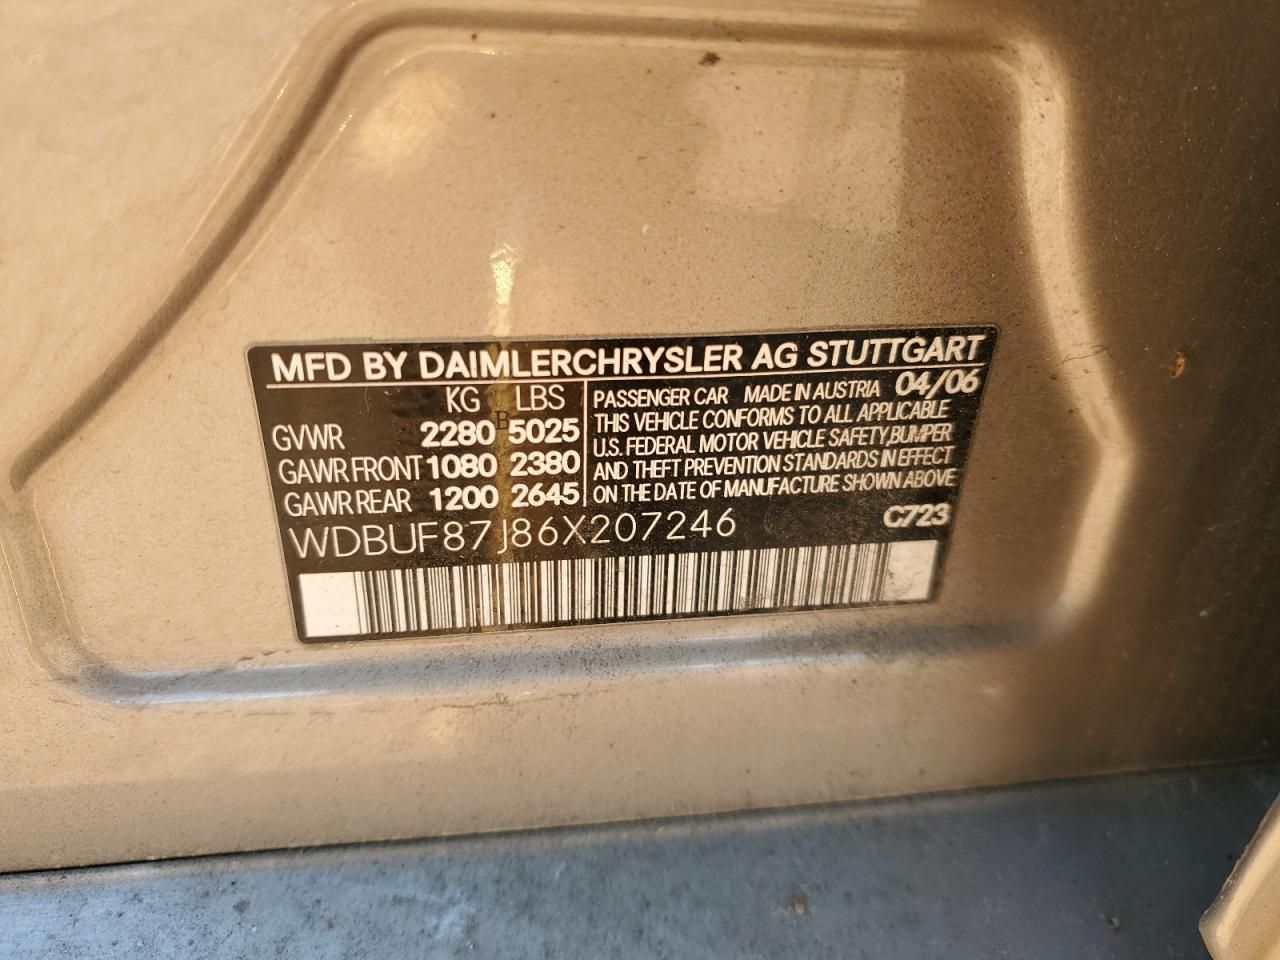 MFD BY DAIMLERCHRYSLER AG STUTTGART
KG LBS
GVWR 2280 5025
GAWR FRONT 1080 2380
GAWR REAR 1200 2645
PASSENGER CAR MADE IN AUSTRIA 04/06
THIS VEHICLE CONFORMS TO ALL APPLICABLE
U.S. FEDERAL MOTOR VEHICLE SAFETY,BUMPER
AND THEFT PREVENTION STANDARDS IN EFFECT
ON THE DATE OF MANUFACTURE SHOWN ABOVE
WDBUF87J86X207246 C723